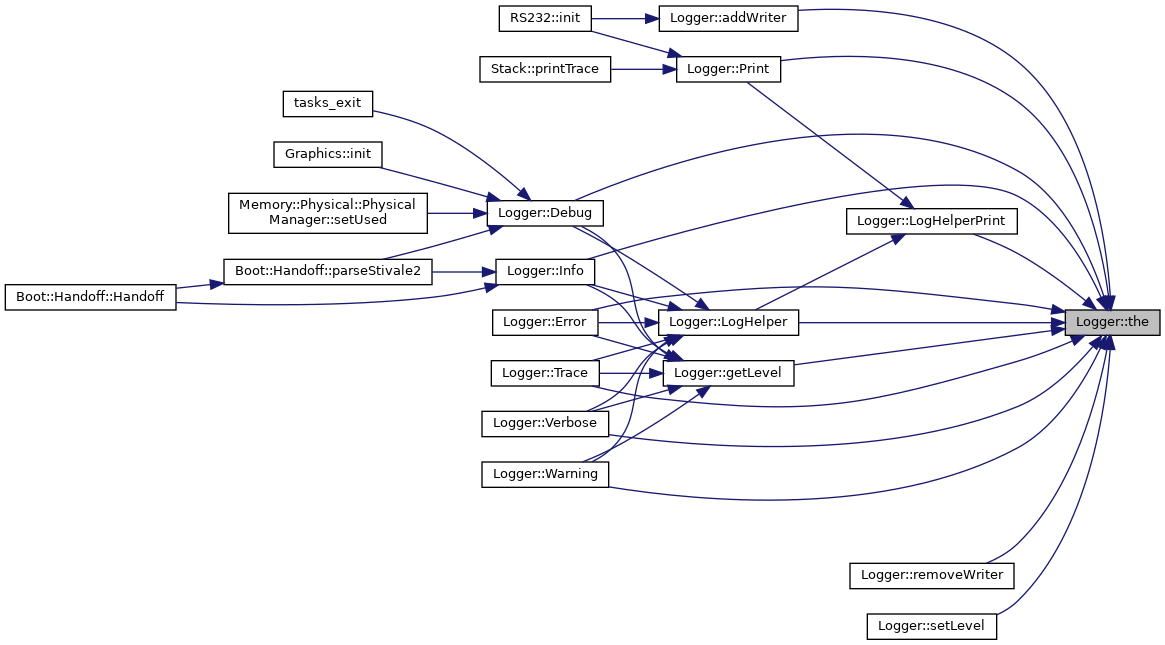 RS232::init
Logger::addWriter
Stack::printTrace
Logger::Print
tasks_exit
Graphics::init
Memory::Physical::Physical
Manager::setUsed
Logger::Debug
Logger::LogHelperPrint
Boot::Handoff::parseStivale2
Logger::Info
Boot::Handoff::Handoff
Logger::Error
Logger::LogHelper
Logger::the
Logger::Trace
Logger::getLevel
Logger::Verbose
Logger::Warning
Logger::removeWriter
Logger::setLevel